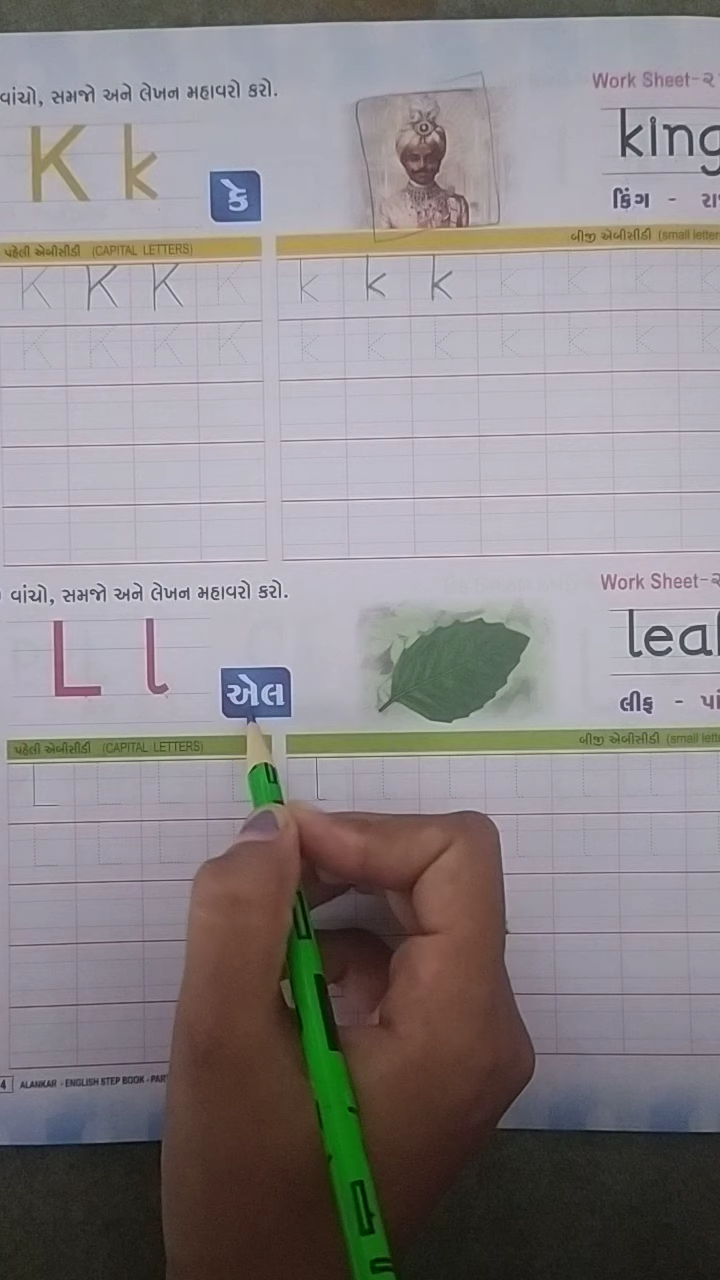 વાંચો, સમજો અને લેખન મહાવરો કરો.
Work Sheet-૨
K k
કે
king
કિંગ -
પહેલી એબીસીડી (CAPITAL LETTERS)
બીજી એબીસીડી (small letter
K K K K k k k k k k k
K K K K k k k k k k k
વાંચો, સમજો અને લેખન મહાવરો કરો.
Work Sheet-૨
L l
એલ
leaf
લીફ - પાં
પહેલી એબીસીડી (CAPITAL LETTERS)
બીજી એબીસીડી (small lett
L L L L l l l l l l l
L L L l l l l
4 ALANKAR - ENGLISH STEP BOOK - PAR